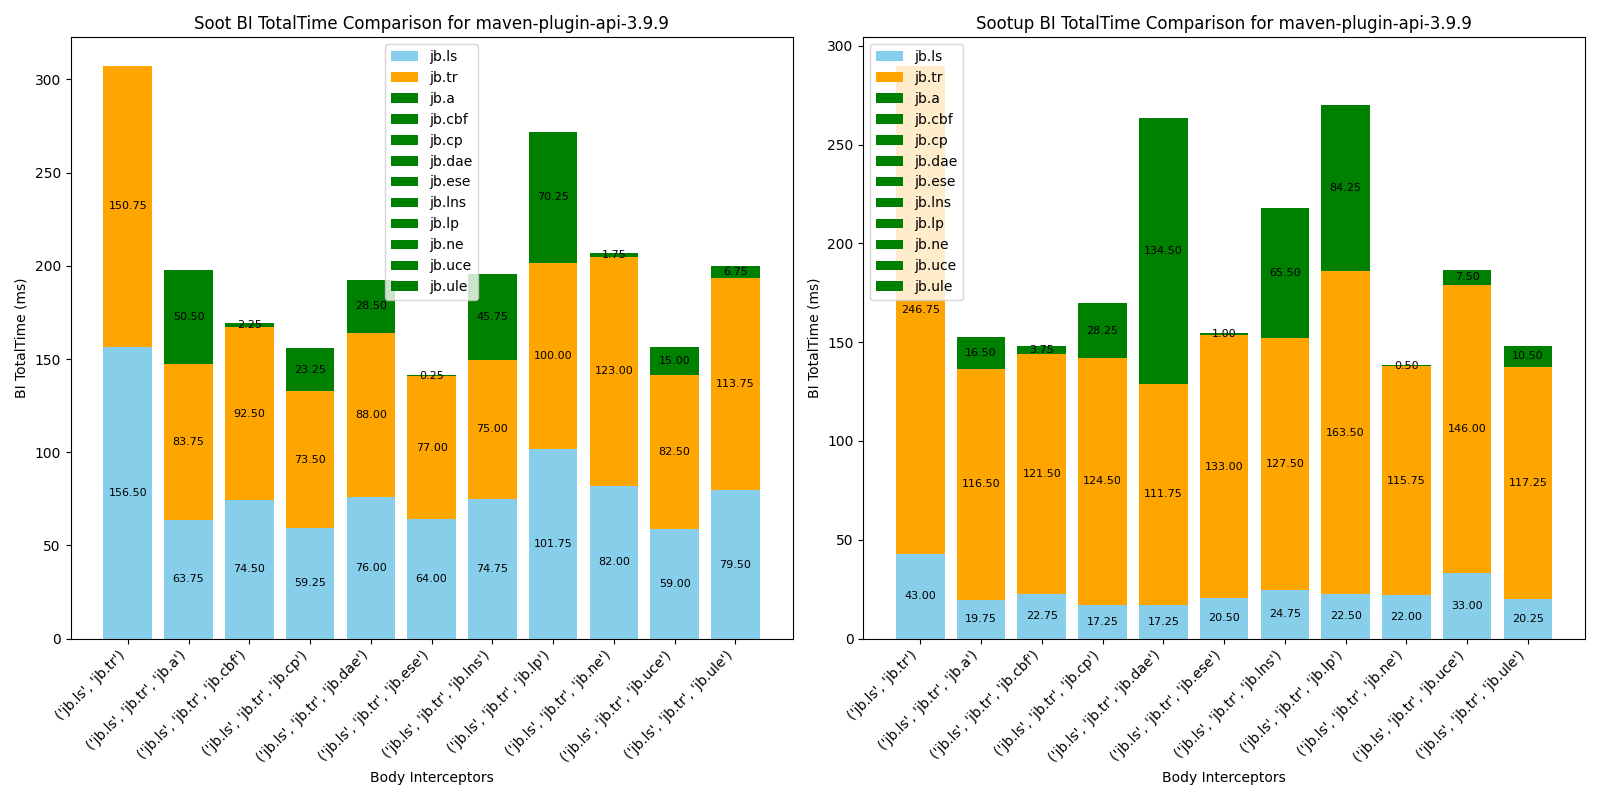 Soot BI TotalTime Comparison for maven-plugin-api-3.9.9
BI TotalTime (ms)
300
250
200
150
100
50
0
jb.ls
jb.tr
jb.a
jb.cbf
jb.cp
jb.dae
jb.ese
jb.lns
jb.lp
jb.ne
jb.uce
jb.ule
150.75
156.50
50.50
83.75
63.75
2.25
92.50
74.50
23.25
73.50
59.25
28.50
88.00
76.00
0.25
77.00
64.00
45.75
75.00
74.75
70.25
100.00
101.75
1.75
123.00
82.00
15.00
82.50
59.00
6.75
113.75
79.50
('jb.ls', 'jb.tr')
('jb.ls', 'jb.tr', 'jb.a')
('jb.ls', 'jb.tr', 'jb.cbf')
('jb.ls', 'jb.tr', 'jb.cp')
('jb.ls', 'jb.tr', 'jb.dae')
('jb.ls', 'jb.tr', 'jb.ese')
('jb.ls', 'jb.tr', 'jb.lns')
('jb.ls', 'jb.tr', 'jb.lp')
('jb.ls', 'jb.tr', 'jb.ne')
('jb.ls', 'jb.tr', 'jb.uce')
('jb.ls', 'jb.tr', 'jb.ule')
Body Interceptors
Sootup BI TotalTime Comparison for maven-plugin-api-3.9.9
BI TotalTime (ms)
300
250
200
150
100
50
0
jb.ls
jb.tr
jb.a
jb.cbf
jb.cp
jb.dae
jb.ese
jb.lns
jb.lp
jb.ne
jb.uce
jb.ule
246.75
43.00
16.50
116.50
19.75
3.75
121.50
22.75
28.25
124.50
17.25
134.50
111.75
17.25
1.00
133.00
20.50
65.50
127.50
24.75
84.25
163.50
22.50
0.50
115.75
22.00
7.50
146.00
33.00
10.50
117.25
20.25
('jb.ls', 'jb.tr')
('jb.ls', 'jb.tr', 'jb.a')
('jb.ls', 'jb.tr', 'jb.cbf')
('jb.ls', 'jb.tr', 'jb.cp')
('jb.ls', 'jb.tr', 'jb.dae')
('jb.ls', 'jb.tr', 'jb.ese')
('jb.ls', 'jb.tr', 'jb.lns')
('jb.ls', 'jb.tr', 'jb.lp')
('jb.ls', 'jb.tr', 'jb.ne')
('jb.ls', 'jb.tr', 'jb.uce')
('jb.ls', 'jb.tr', 'jb.ule')
Body Interceptors